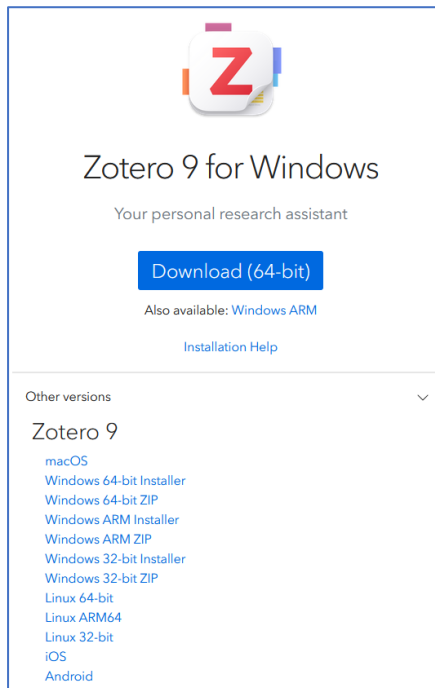 Z
Zotero 9 for Windows
Your personal research assistant
Download (64-bit)
Also available: Windows ARM
Installation Help
Other versions
Zotero 9
macOS
Windows 64-bit Installer
Windows 64-bit ZIP
Windows ARM Installer
Windows ARM ZIP
Windows 32-bit Installer
Windows 32-bit ZIP
Linux 64-bit
Linux ARM64
Linux 32-bit
iOS
Android